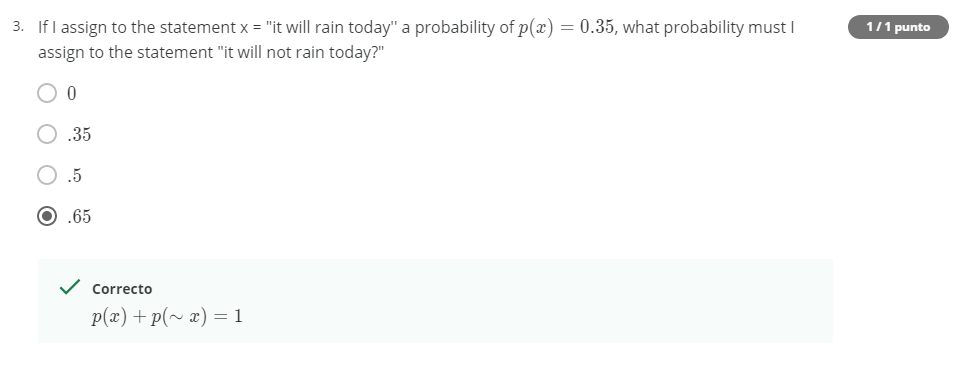 3. If I assign to the statement x = "it will rain today" a probability of p(x) = 0.35, what probability must I
1 / 1 punto
assign to the statement "it will not rain today?"
0
.35
.5
.65
Correcto
p(x) + p(∼ x) = 1